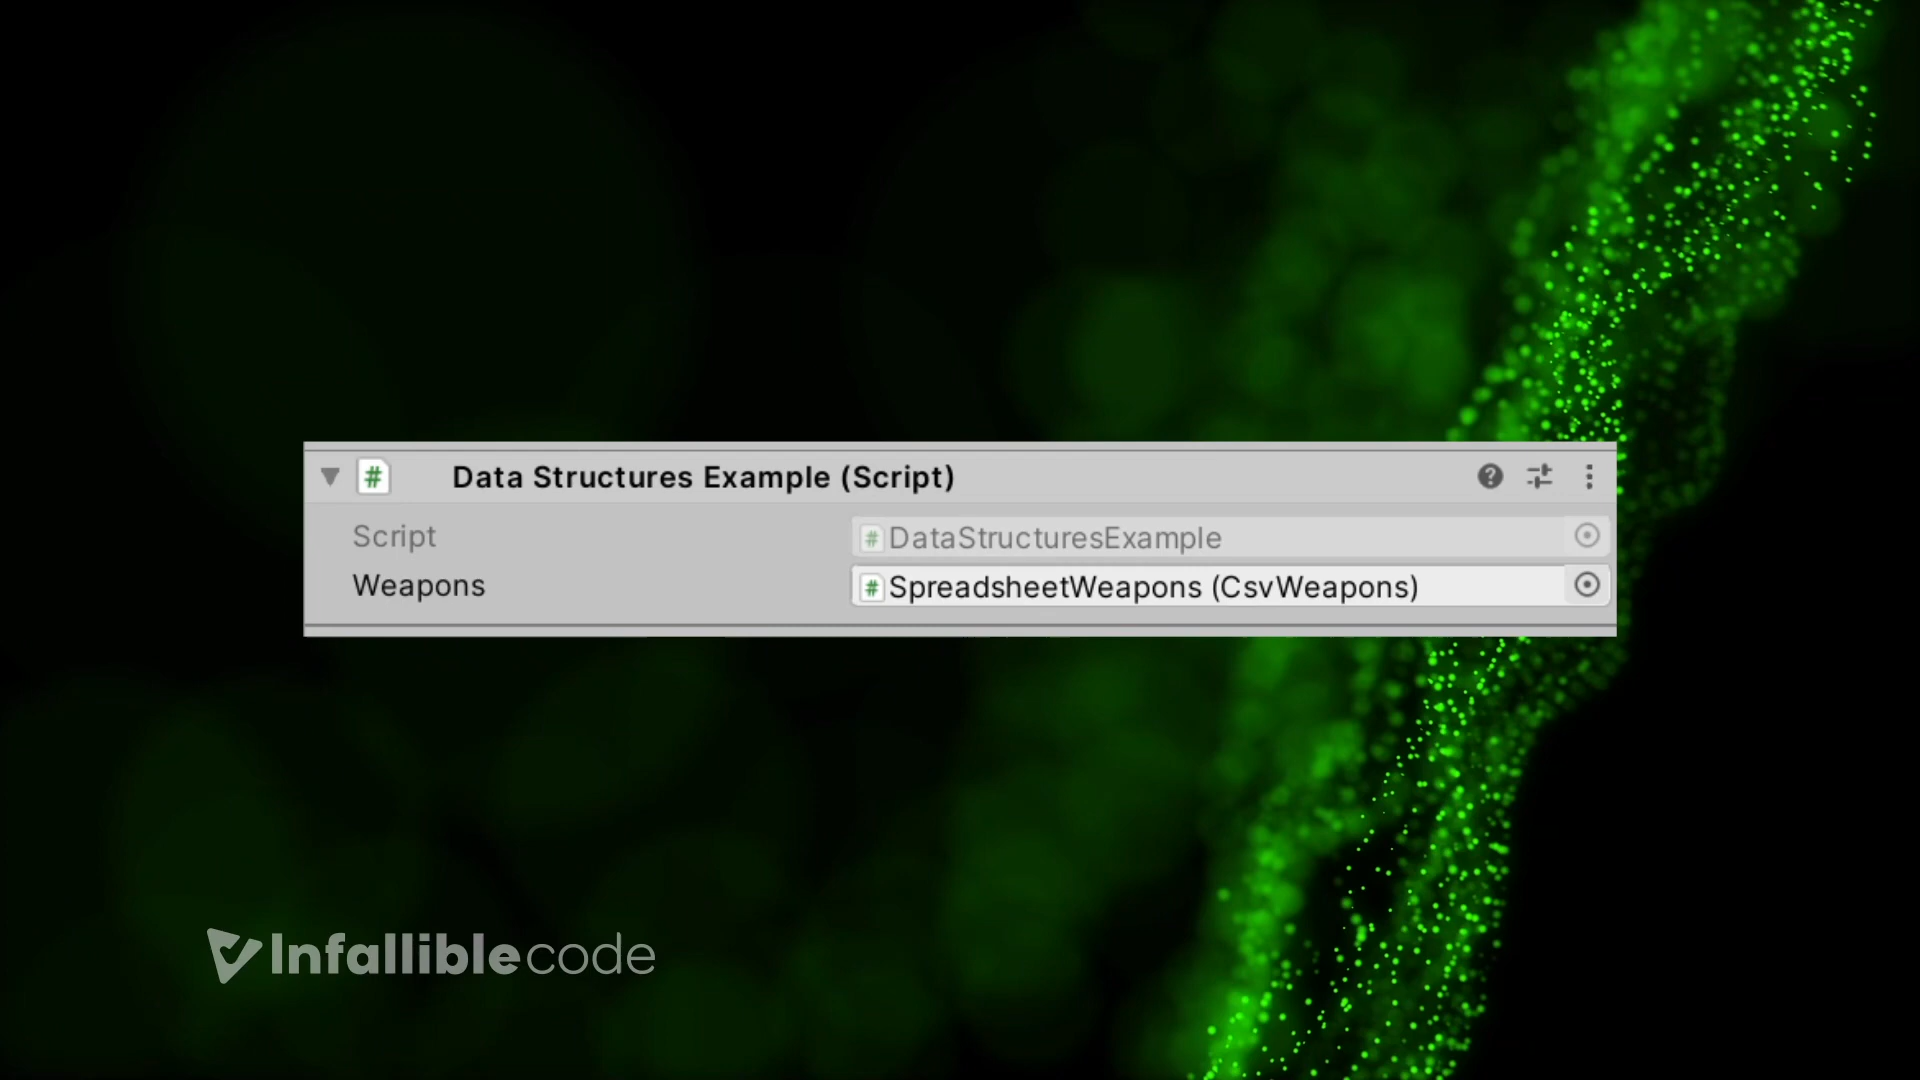 # Data Structures Example (Script)
Script # DataStructuresExample
Weapons # SpreadsheetWeapons (CsvWeapons)
Infalliblecode